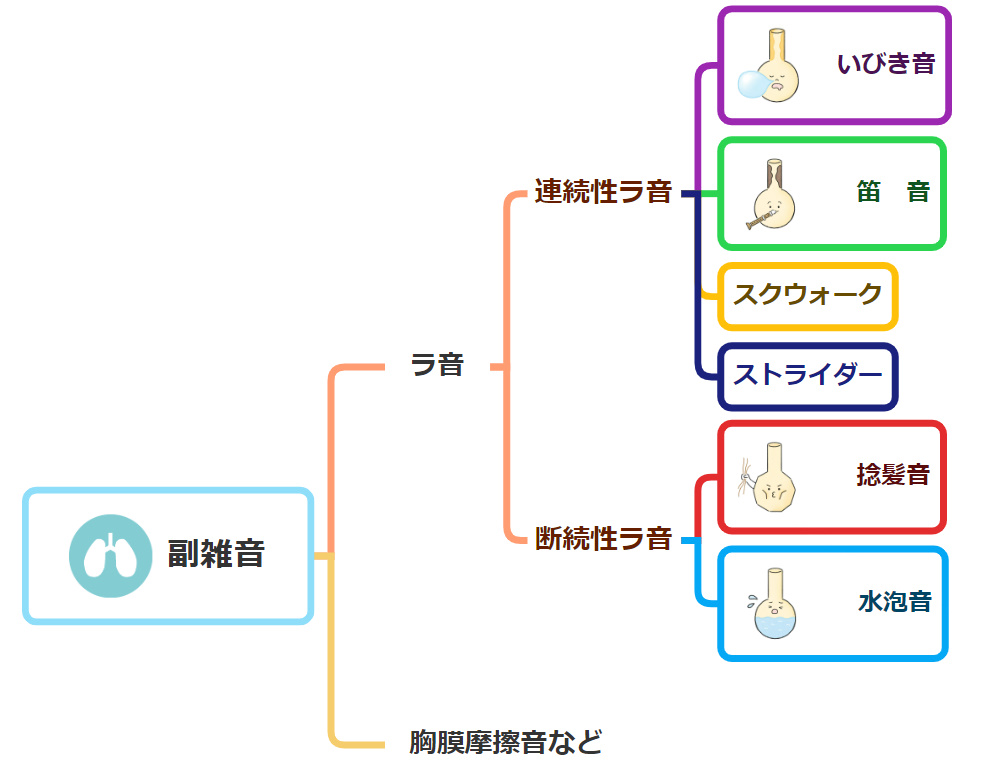 副雑音
ラ音
連続性ラ音
いびき音
笛　音
スクウォーク
ストライダー
断続性ラ音
捻髪音
水泡音
胸膜摩擦音など